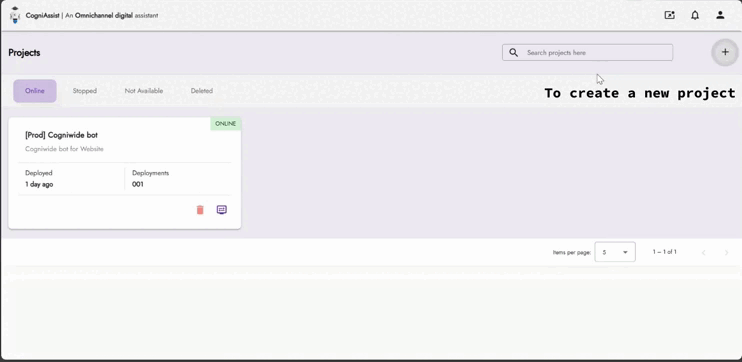 CogniAssist | An Omnichannel digital assistant
Projects
Search projects here
+
To create a new project
Online
Stopped
Not Available
Deleted
ONLINE
[Prod] Cogniwide bot
Cogniwide bot for Website
Deployed
1 day ago
Deployments
001
Items per page:
5
1 – 1 of 1